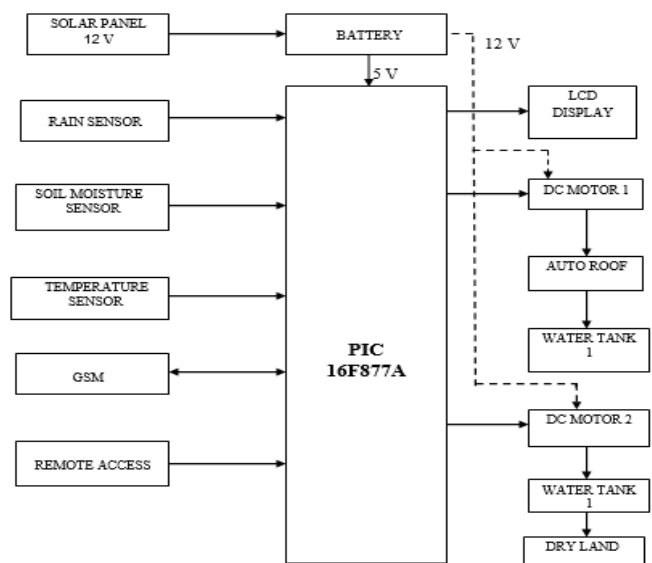 SOLAR PANEL
12 V
BATTERY
12 V
5 V
RAIN SENSOR
LCD
DISPLAY
SOIL MOISTURE
SENSOR
DC MOTOR 1
TEMPERATURE
SENSOR
AUTO ROOF
PIC
16F877A
WATER TANK
1
GSM
DC MOTOR 2
REMOTE ACCESS
WATER TANK
1
DRY LAND